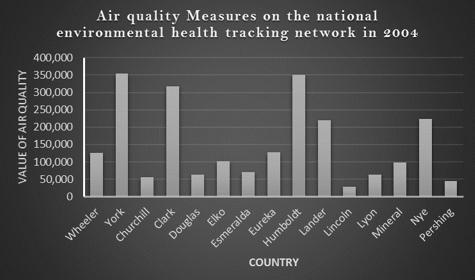 Air quality Measures on the national
environmental health tracking network in 2004
VALUE OF AIR QUALITY
400,000
350,000
300,000
250,000
200,000
150,000
100,000
50,000
0
Wheeler
York
Churchill
Clark
Douglas
Elko
Esmeralda
Eureka
Humboldt
Lander
Lincoln
Lyon
Mineral
Nye
Pershing
COUNTRY